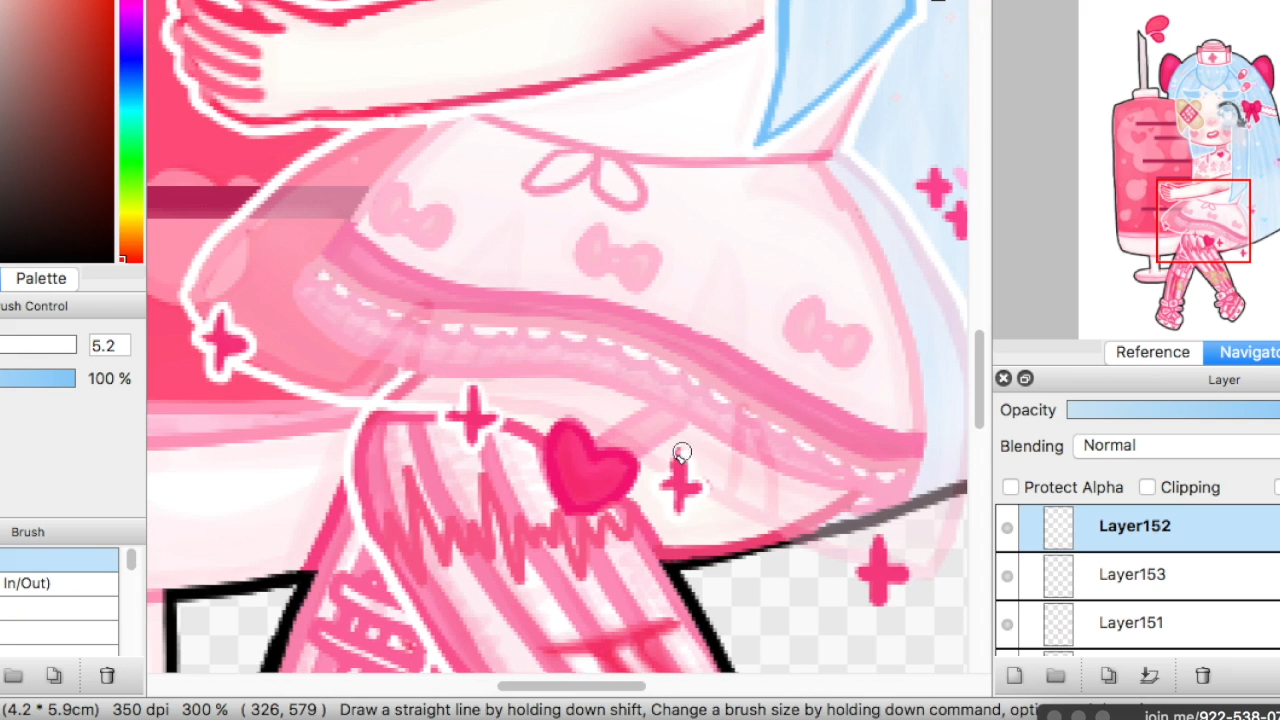 Palette
ush Control
5.2
100 %
Brush
In/Out)
Reference
Navigato
Layer
Opacity
Blending
Normal
Protect Alpha
Clipping
Layer152
Layer153
Layer151
(4.2 * 5.9cm) 350 dpi 300 % ( 326, 579 ) Draw a straight line by holding down shift, Change a brush size by holding down command, opti
join.me/922-538-0